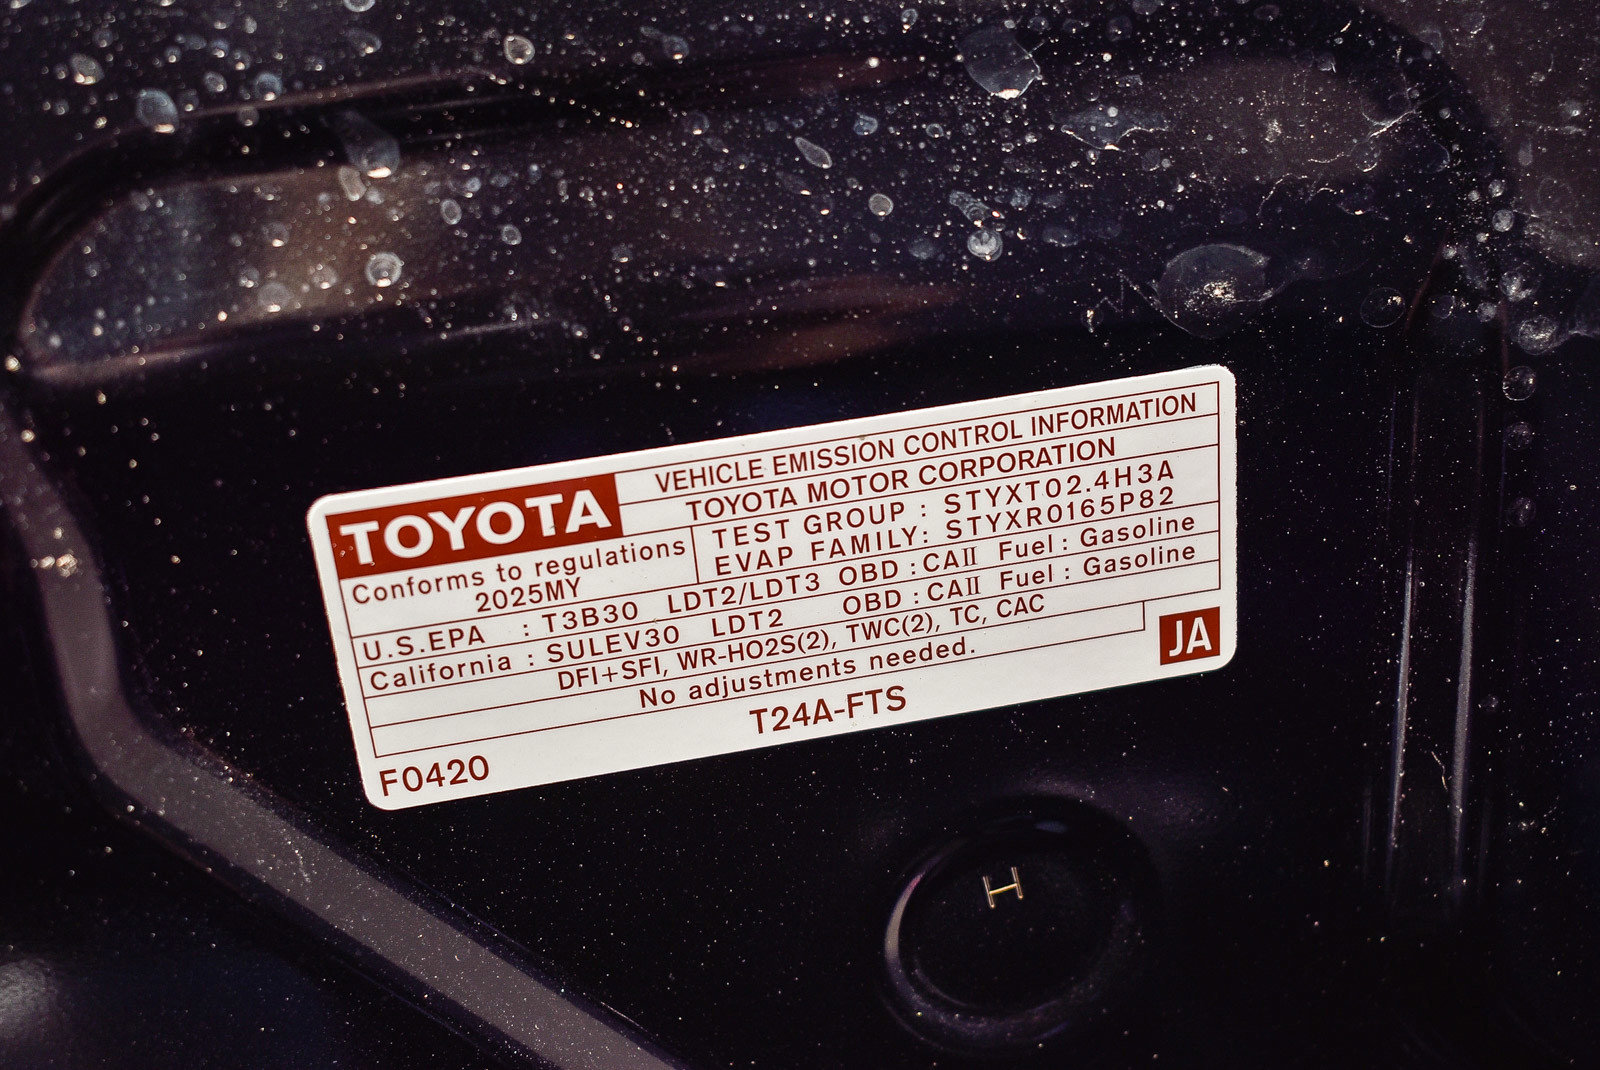 VEHICLE EMISSION CONTROL INFORMATION
TOYOTA
TOYOTA MOTOR CORPORATION
Conforms to regulations
2025MY
TEST GROUP : STYXT02.4H3A
EVAP FAMILY: STYXR0165P82
U.S.EPA : T3B30 LDT2/LDT3 OBD : CAII Fuel : Gasoline
California : SULEV30 LDT2 OBD : CAII Fuel : Gasoline
DFI+SFI, WR-HO2S(2), TWC(2), TC, CAC
No adjustments needed.
JA
T24A-FTS
F0420
H